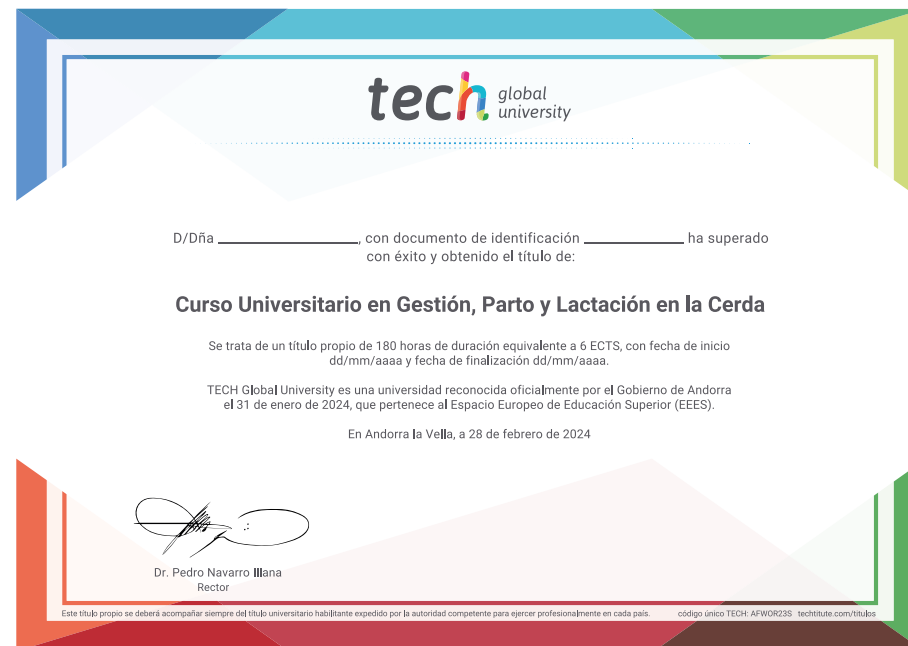 tech global
university
D/Dña ______________, con documento de identificación __________ ha superado
con éxito y obtenido el título de:
Curso Universitario en Gestión, Parto y Lactación en la Cerda
Se trata de un título propio de 180 horas de duración equivalente a 6 ECTS, con fecha de inicio
dd/mm/aaaa y fecha de finalización dd/mm/aaaa.
TECH Global University es una universidad reconocida oficialmente por el Gobierno de Andorra
el 31 de enero de 2024, que pertenece al Espacio Europeo de Educación Superior (EEES).
En Andorra la Vella, a 28 de febrero de 2024
Dr. Pedro Navarro Illana
Rector
Este título propio se deberá acompañar siempre del título universitario habilitante expedido por la autoridad competente para ejercer profesionalmente en cada país. código único TECH: AFWOR23S techtitute.com/titulos